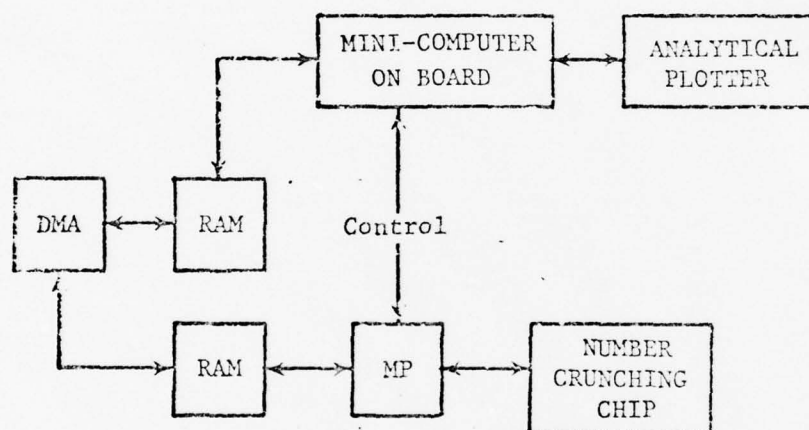 MINI-COMPUTER
ON BOARD
ANALYTICAL
PLOTTER
DMA
RAM
Control
RAM
MP
NUMBER
CRUNCHING
CHIP